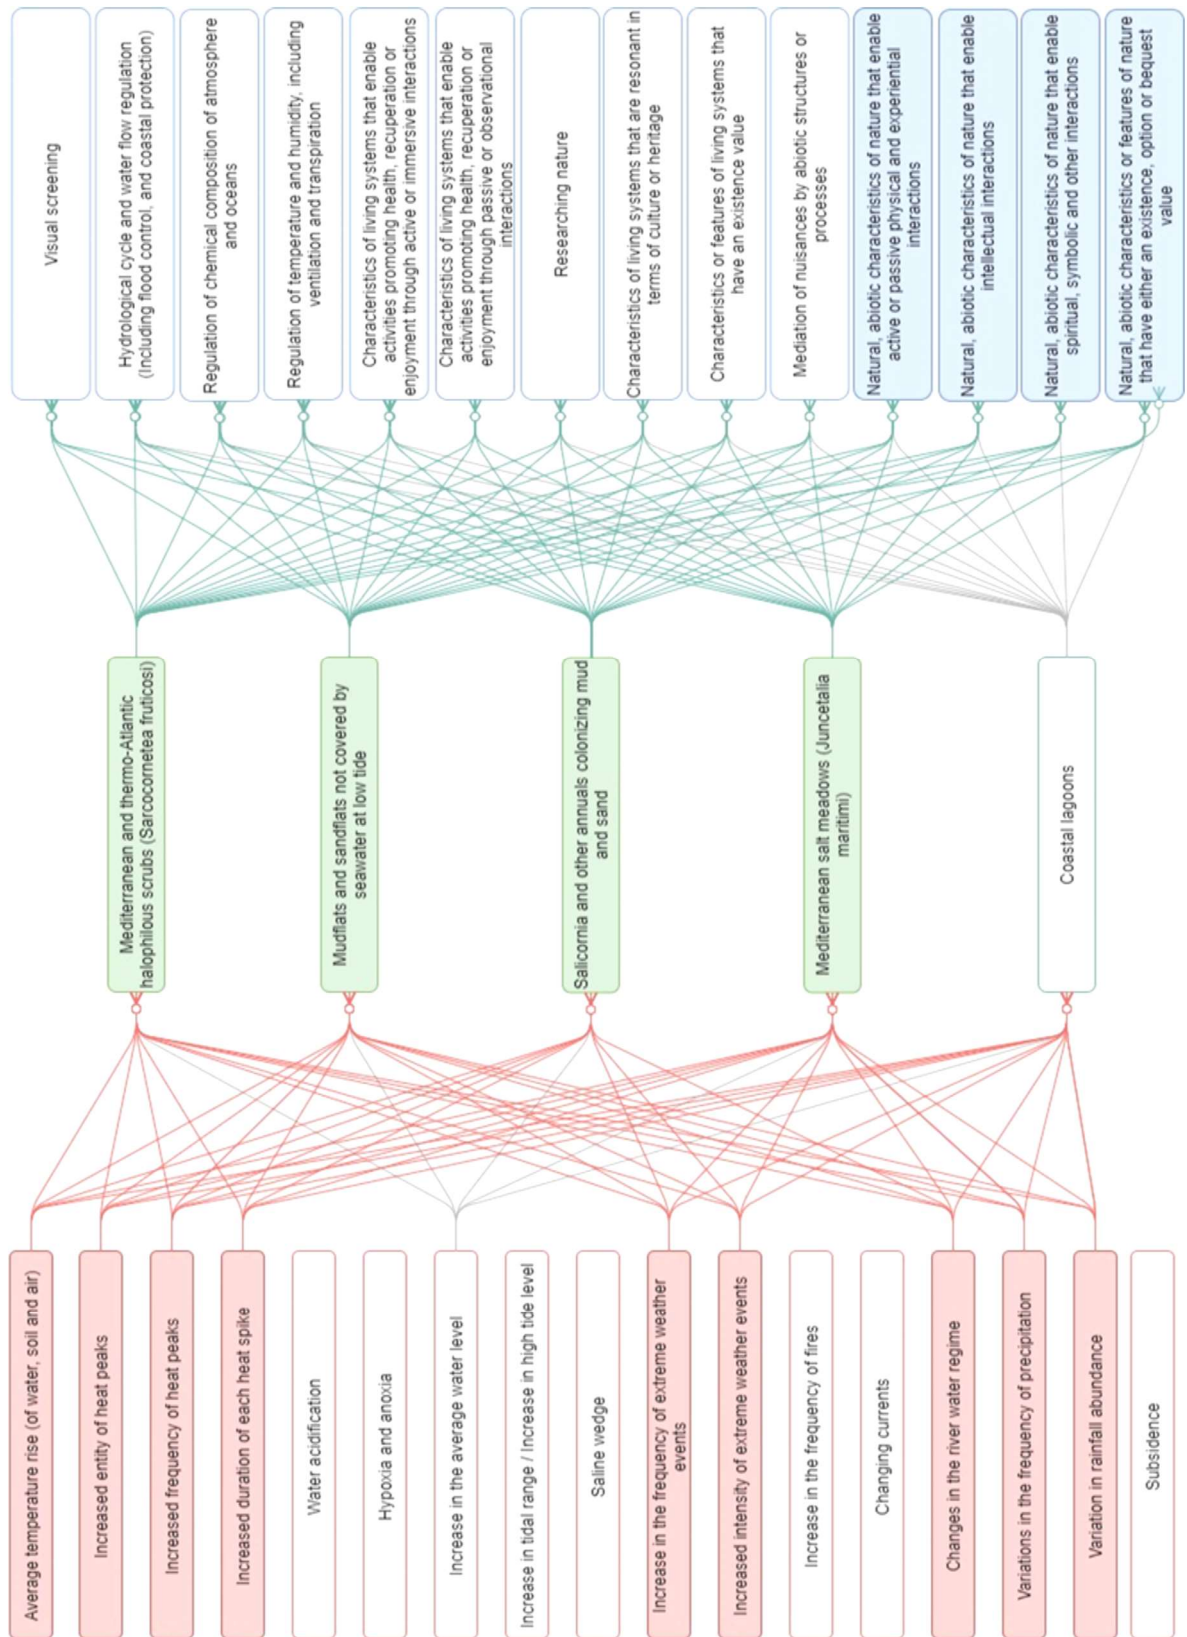 Visual screening
Hydrological cycle and water flow regulation
(Including flood control, and coastal protection)
Regulation of chemical composition of atmosphere
and oceans
Regulation of temperature and humidity, including
ventilation and transpiration
Characteristics of living systems that enable
activities promoting health, recuperation or
enjoyment through active or immersive interactions
Characteristics of living systems that enable
activities promoting health, recuperation or
enjoyment through passive or observational
interactions
Researching nature
Characteristics of living systems that are resonant in
terms of culture or heritage
Characteristics or features of living systems that
have an existence value
Mediation of nuisances by abiotic structures or
processes
Natural, abiotic characteristics of nature that enable
active or passive physical and experiential
interactions
Natural, abiotic characteristics of nature that enable
intellectual interactions
Natural, abiotic characteristics of nature that enable
spiritual, symbolic and other interactions
Natural, abiotic characteristics or features of nature
that have either an existence, option or bequest
value
Mediterranean and thermo-Atlantic
halophilous scrubs (Sarcocornetea fruticosi)
Mudflats and sandflats not covered by
seawater at low tide
Salicornia and other annuals colonizing mud
and sand
Mediterranean salt meadows (Juncetalia
maritimi)
Coastal lagoons
Average temperature rise (of water, soil and air)
Increased entity of heat peaks
Increased frequency of heat peaks
Increased duration of each heat spike
Water acidification
Hypoxia and anoxia
Increase in the average water level
Increase in tidal range / Increase in high tide level
Saline wedge
Increase in the frequency of extreme weather
events
Increased intensity of extreme weather events
Increase in the frequency of fires
Changing currents
Changes in the river water regime
Variations in the frequency of precipitation
Variation in rainfall abundance
Subsidence